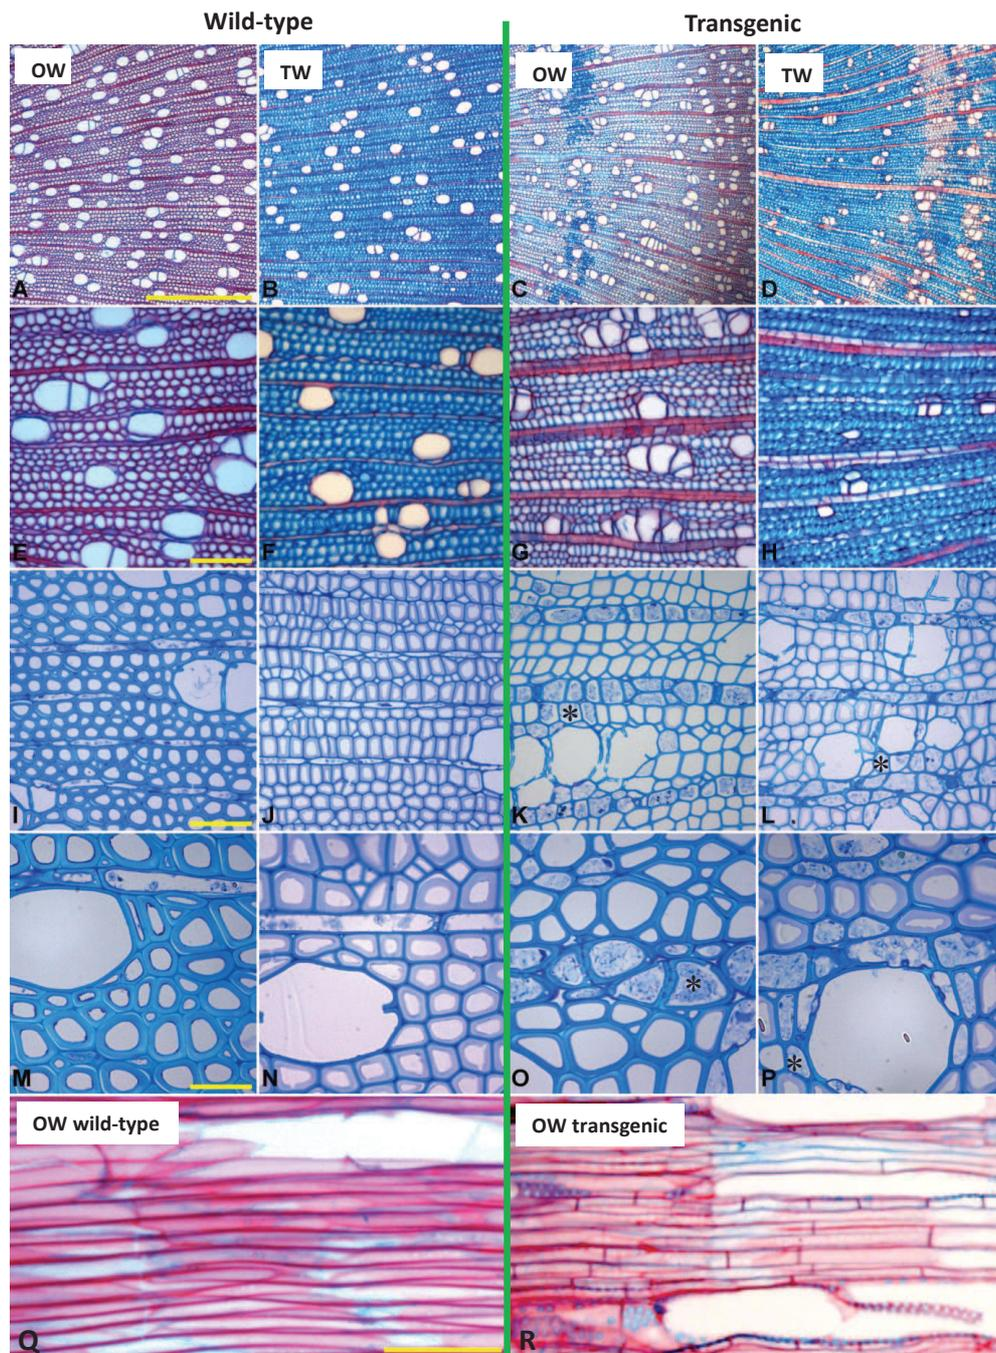 Wild-type Transgenic
OW TW OW TW
A B C D
E F G H
I J K L
* *
M N O P
* *
OW wild-type OW transgenic
Q R